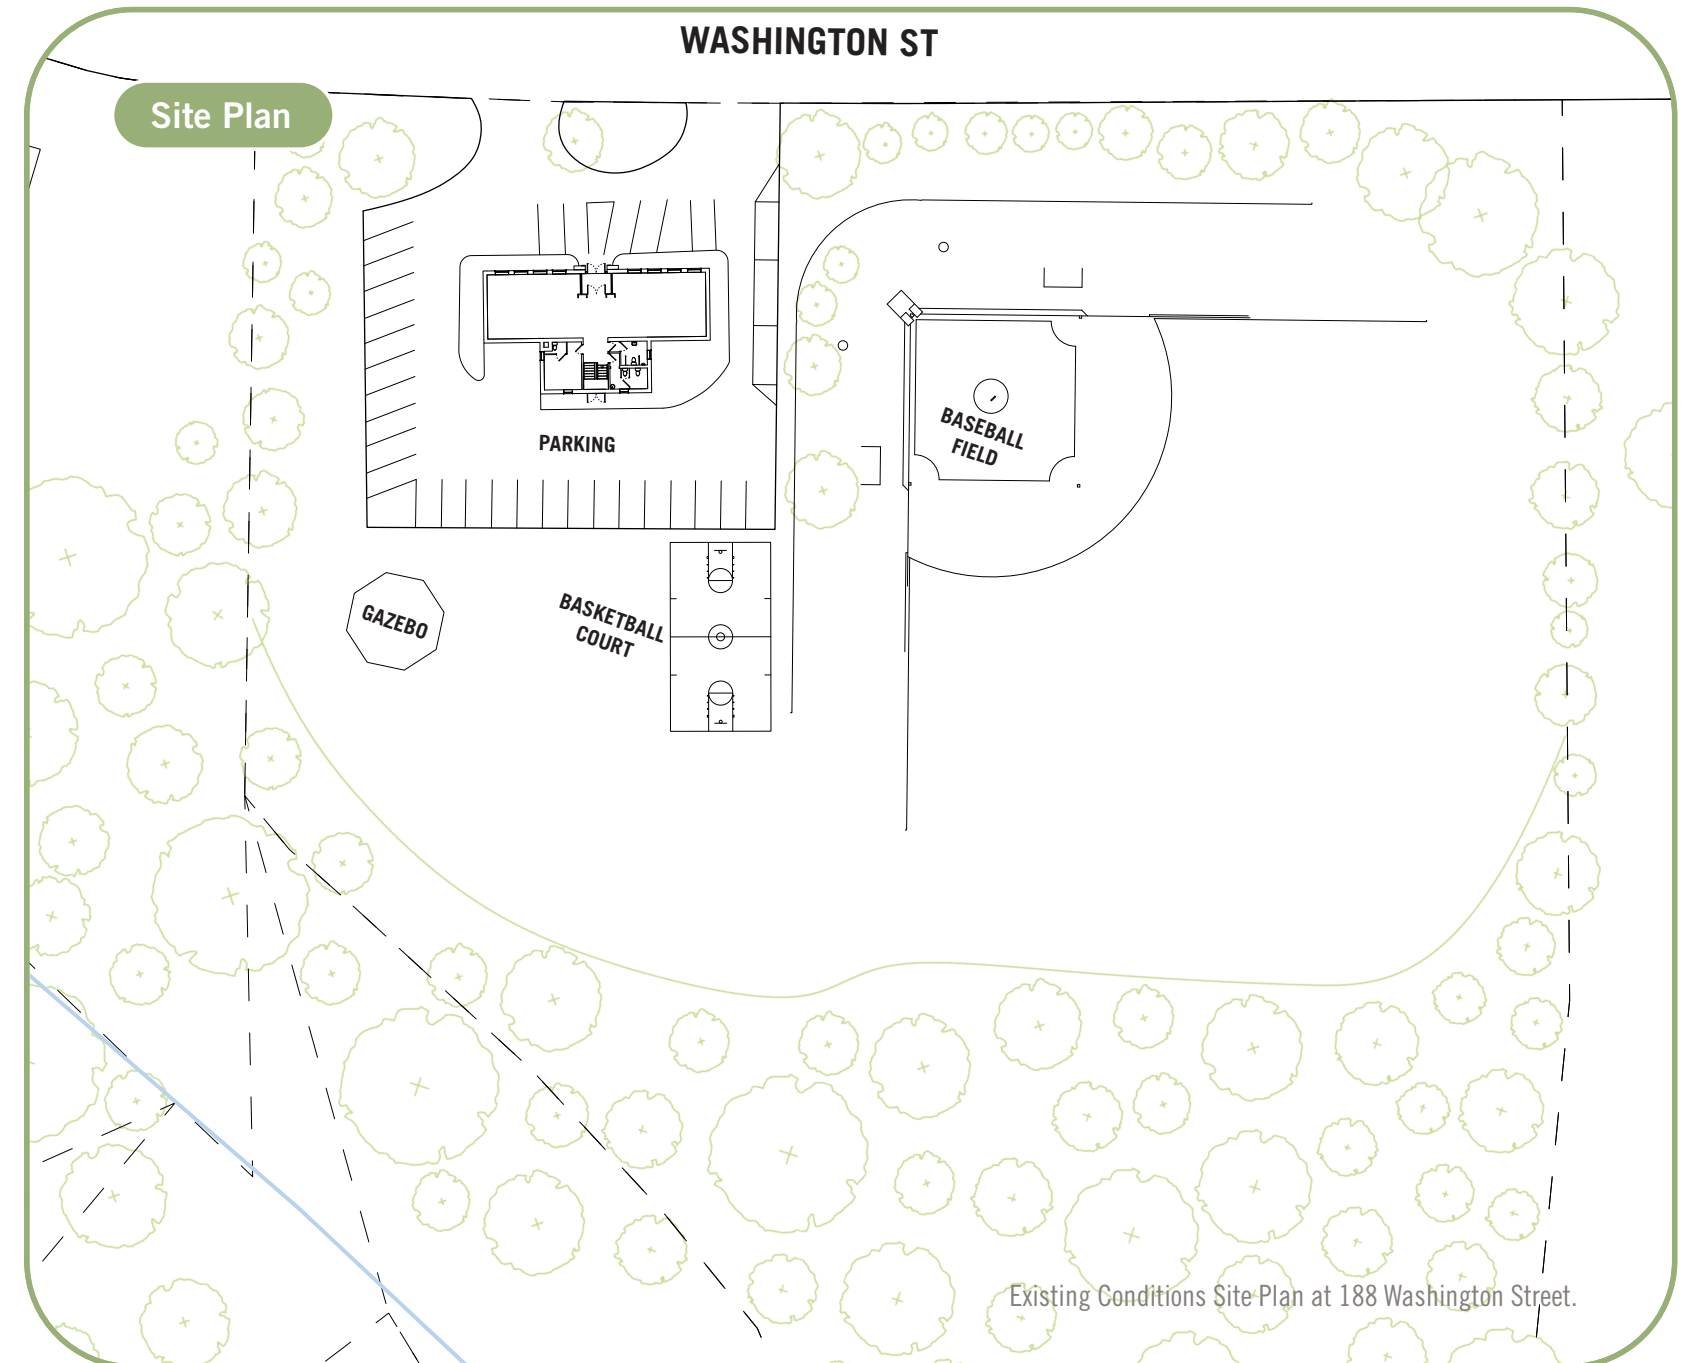 WASHINGTON ST
Site Plan
PARKING
BASEBALL
FIELD
GAZEBO
BASKETBALL
COURT
Existing Conditions Site Plan at 188 Washington Street.